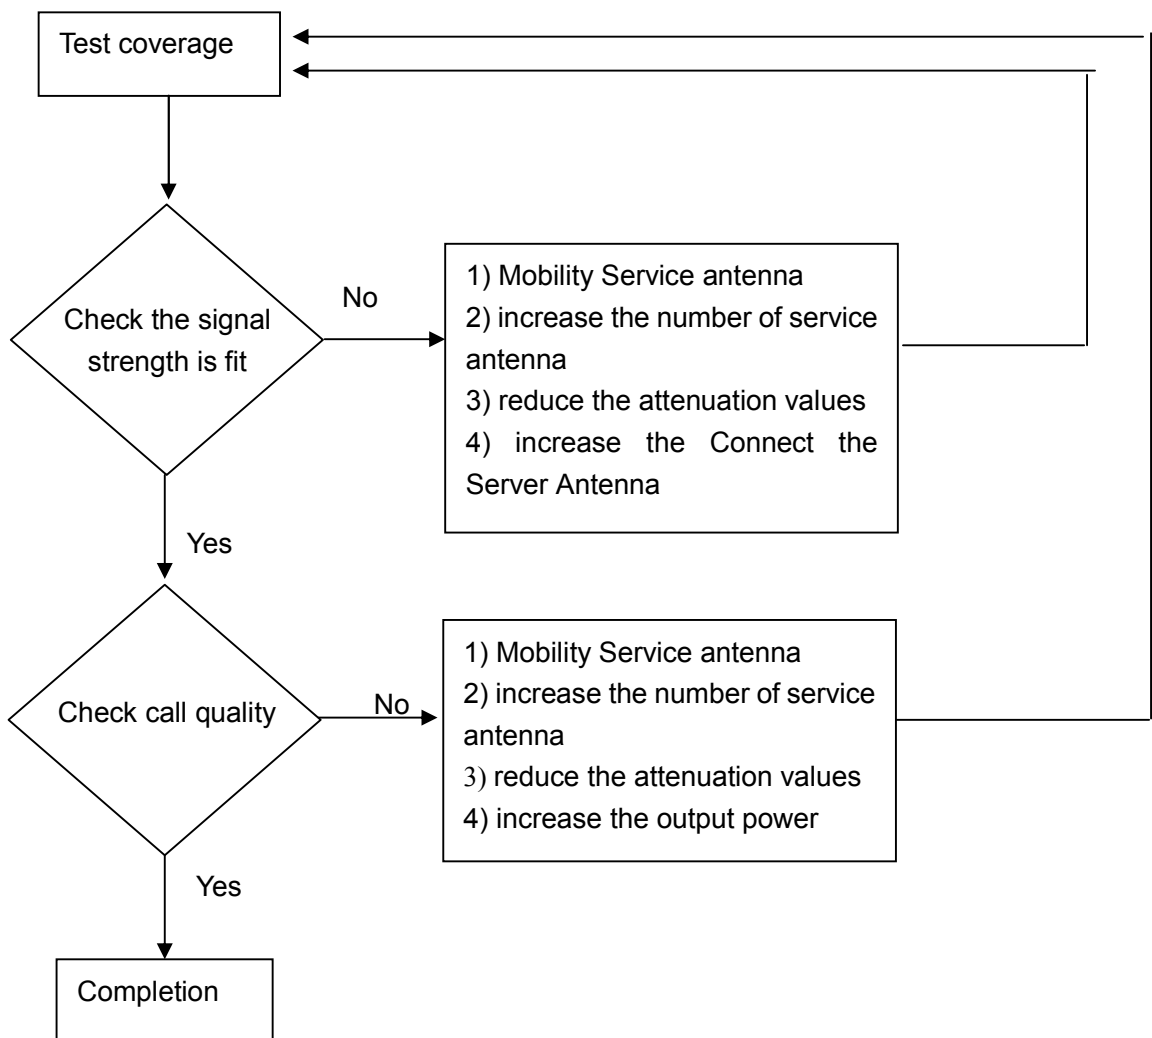 Test coverage
Check the signal
strength is fit
No
1) Mobility Service antenna
2) increase the number of service
antenna
3) reduce the attenuation values
4) increase the Connect the
Server Antenna
Yes
Check call quality
No
1) Mobility Service antenna
2) increase the number of service
antenna
3) reduce the attenuation values
4) increase the output power
Yes
Completion